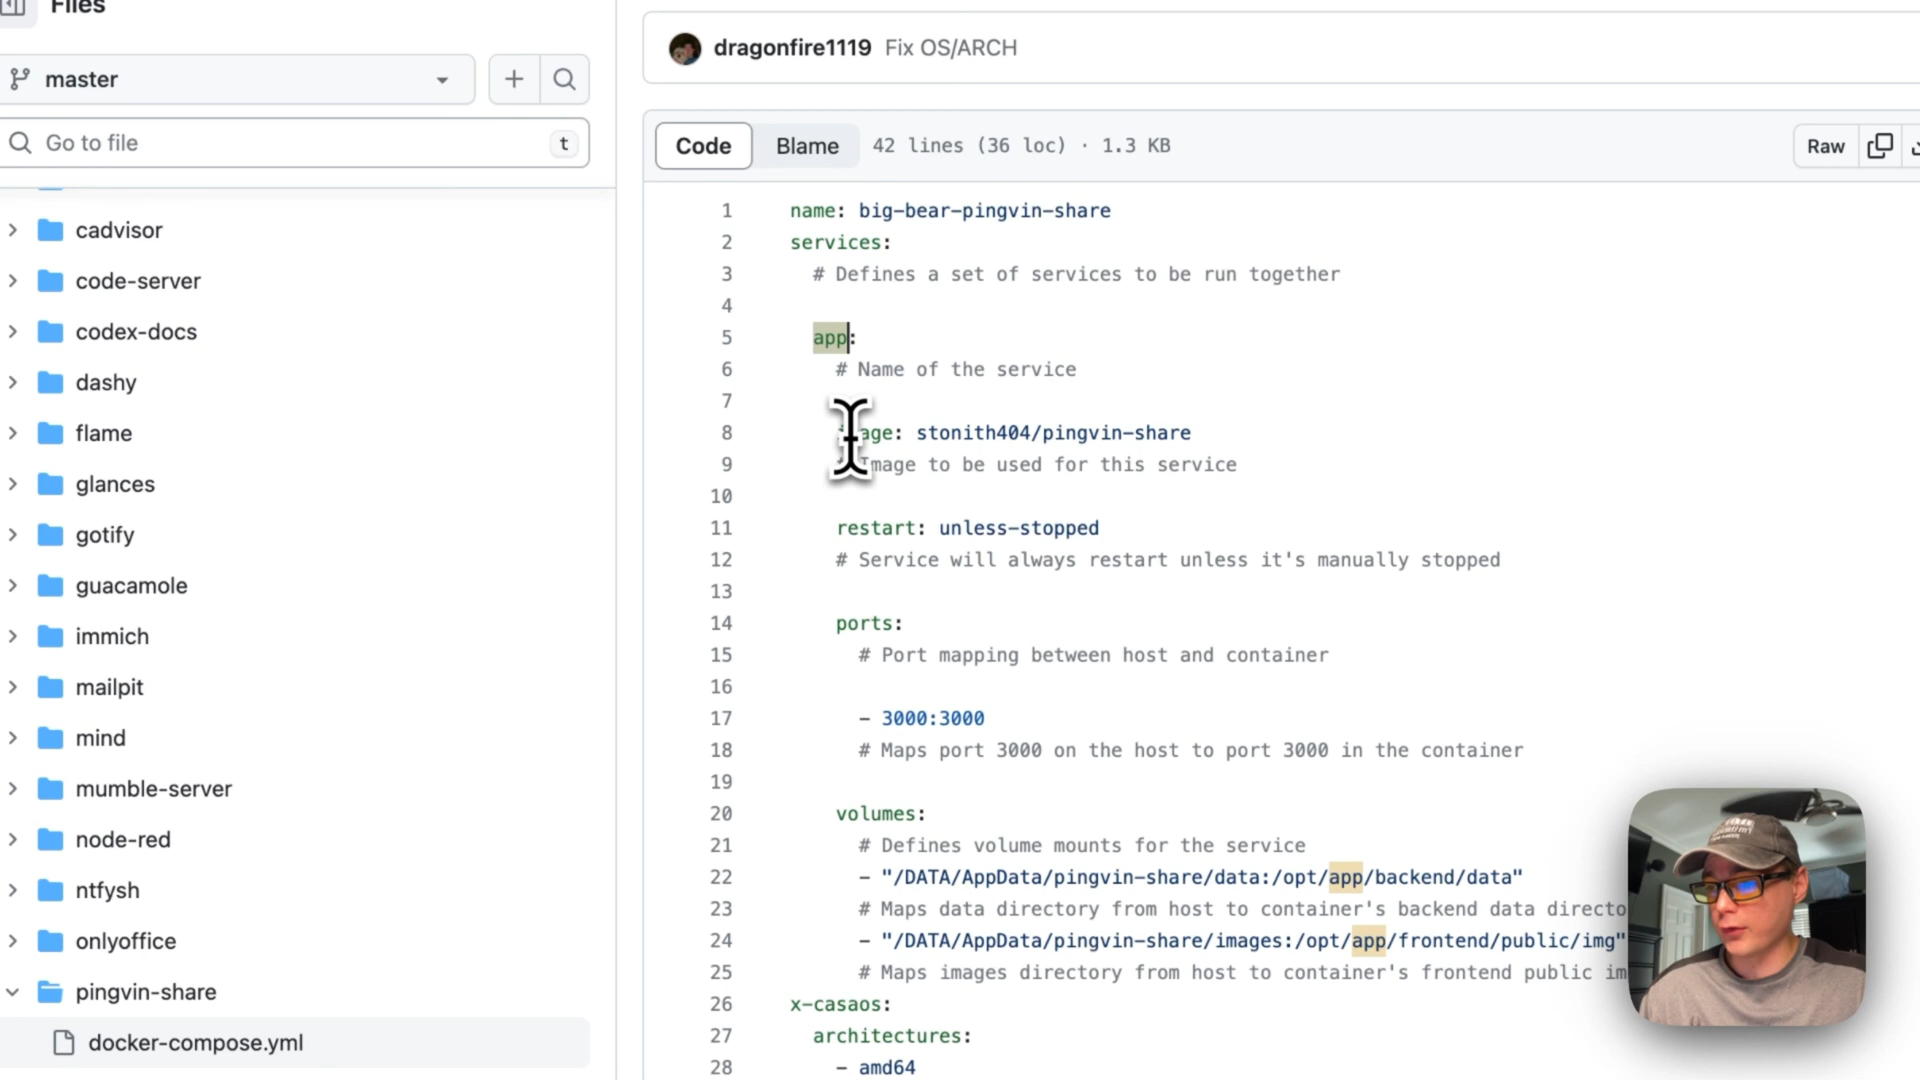 Files
master
Go to file
t
cadvisor
code-server
codex-docs
dashy
flame
glances
gotify
guacamole
immich
mailpit
mind
mumble-server
node-red
ntfysh
onlyoffice
pingvin-share
docker-compose.yml
dragonfire1119 Fix OS/ARCH
Code Blame 42 lines (36 loc) · 1.3 KB
Raw
1 name: big-bear-pingvin-share
2 services:
3 # Defines a set of services to be run together
4
5 app:
6 # Name of the service
7
8 age: stonith404/pingvin-share
9 Image to be used for this service
10
11 restart: unless-stopped
12 # Service will always restart unless it's manually stopped
13
14 ports:
15 # Port mapping between host and container
16
17 - 3000:3000
18 # Maps port 3000 on the host to port 3000 in the container
19
20 volumes:
21 # Defines volume mounts for the service
22 - "/DATA/AppData/pingvin-share/data:/opt/app/backend/data"
23 # Maps data directory from host to container's backend data directo
24 - "/DATA/AppData/pingvin-share/images:/opt/app/frontend/public/img"
25 # Maps images directory from host to container's frontend public im
26 x-casaos:
27 architectures:
28 - amd64